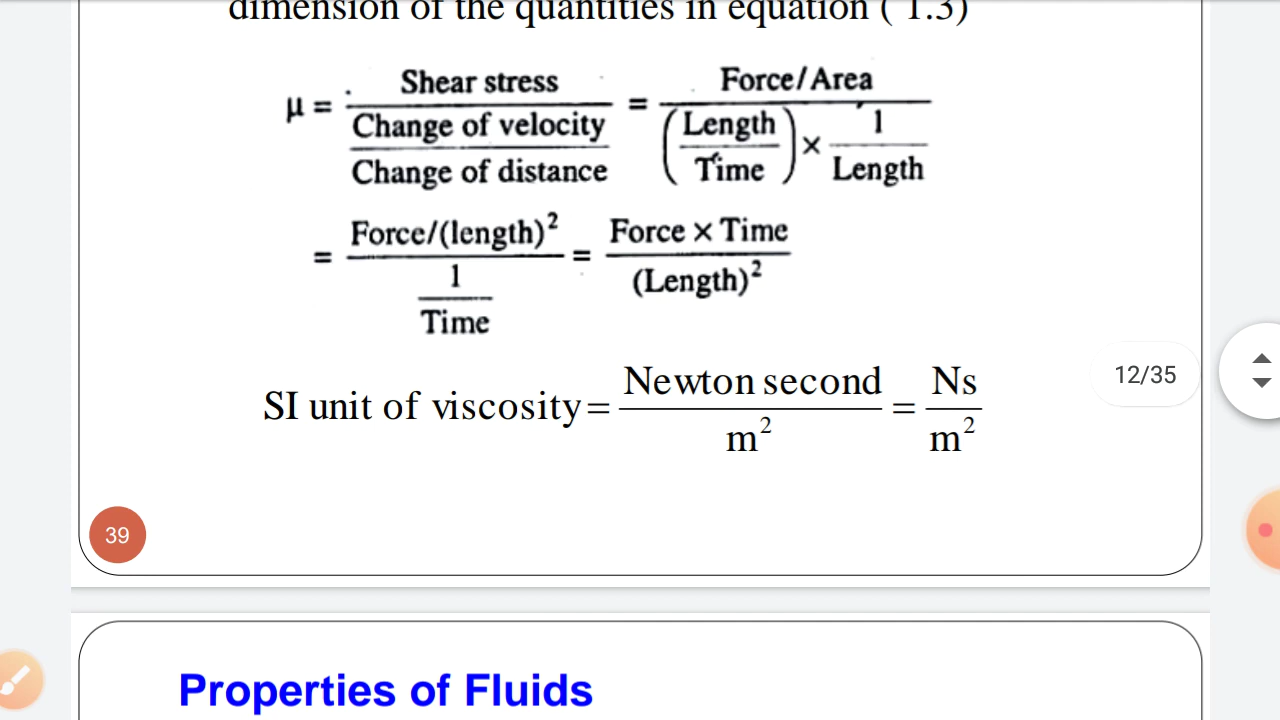 dimension of the quantities in equation ( 1.3)
μ = Shear stress / (Change of velocity / Change of distance) = Force/Area / ((Length / Time) × 1 / Length)
= Force/(length)² / (1 / Time) = Force × Time / (Length)²
SI unit of viscosity = Newton second / m² = Ns / m²
12/35
39
Properties of Fluids